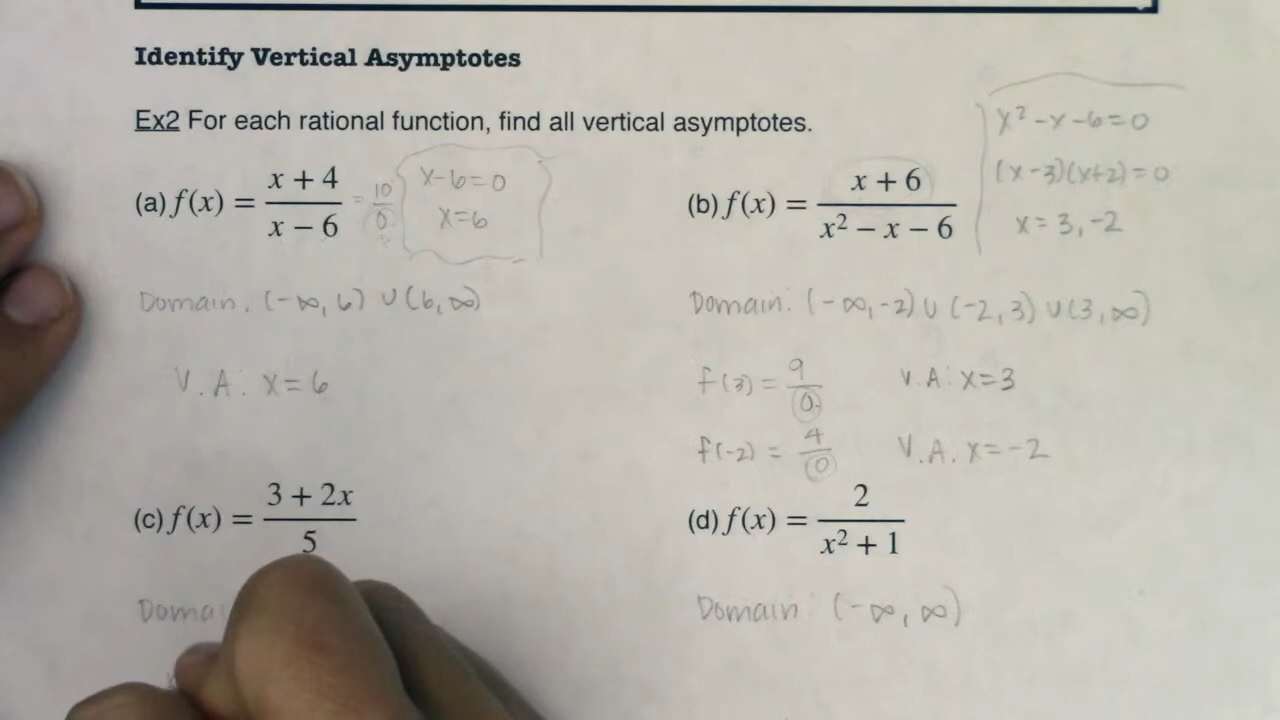 Identify Vertical Asymptotes
Ex2 For each rational function, find all vertical asymptotes.
(a) f(x) = (x + 4)/(x − 6) = 10/0
x-6=0
x=6
Domain: (-∞, 6) ∪ (6, ∞)
V.A: x=6
(b) f(x) = (x + 6)/(x² − x − 6)
x²-x-6=0
(x-3)(x+2)=0
x=3,-2
Domain: (-∞,-2) ∪ (-2,3) ∪ (3,∞)
f(3) = 9/0 V.A: x=3
f(-2) = 4/0 V.A. x=-2
(c) f(x) = (3 + 2x)/5
Doma
(d) f(x) = 2/(x² + 1)
Domain: (-∞, ∞)